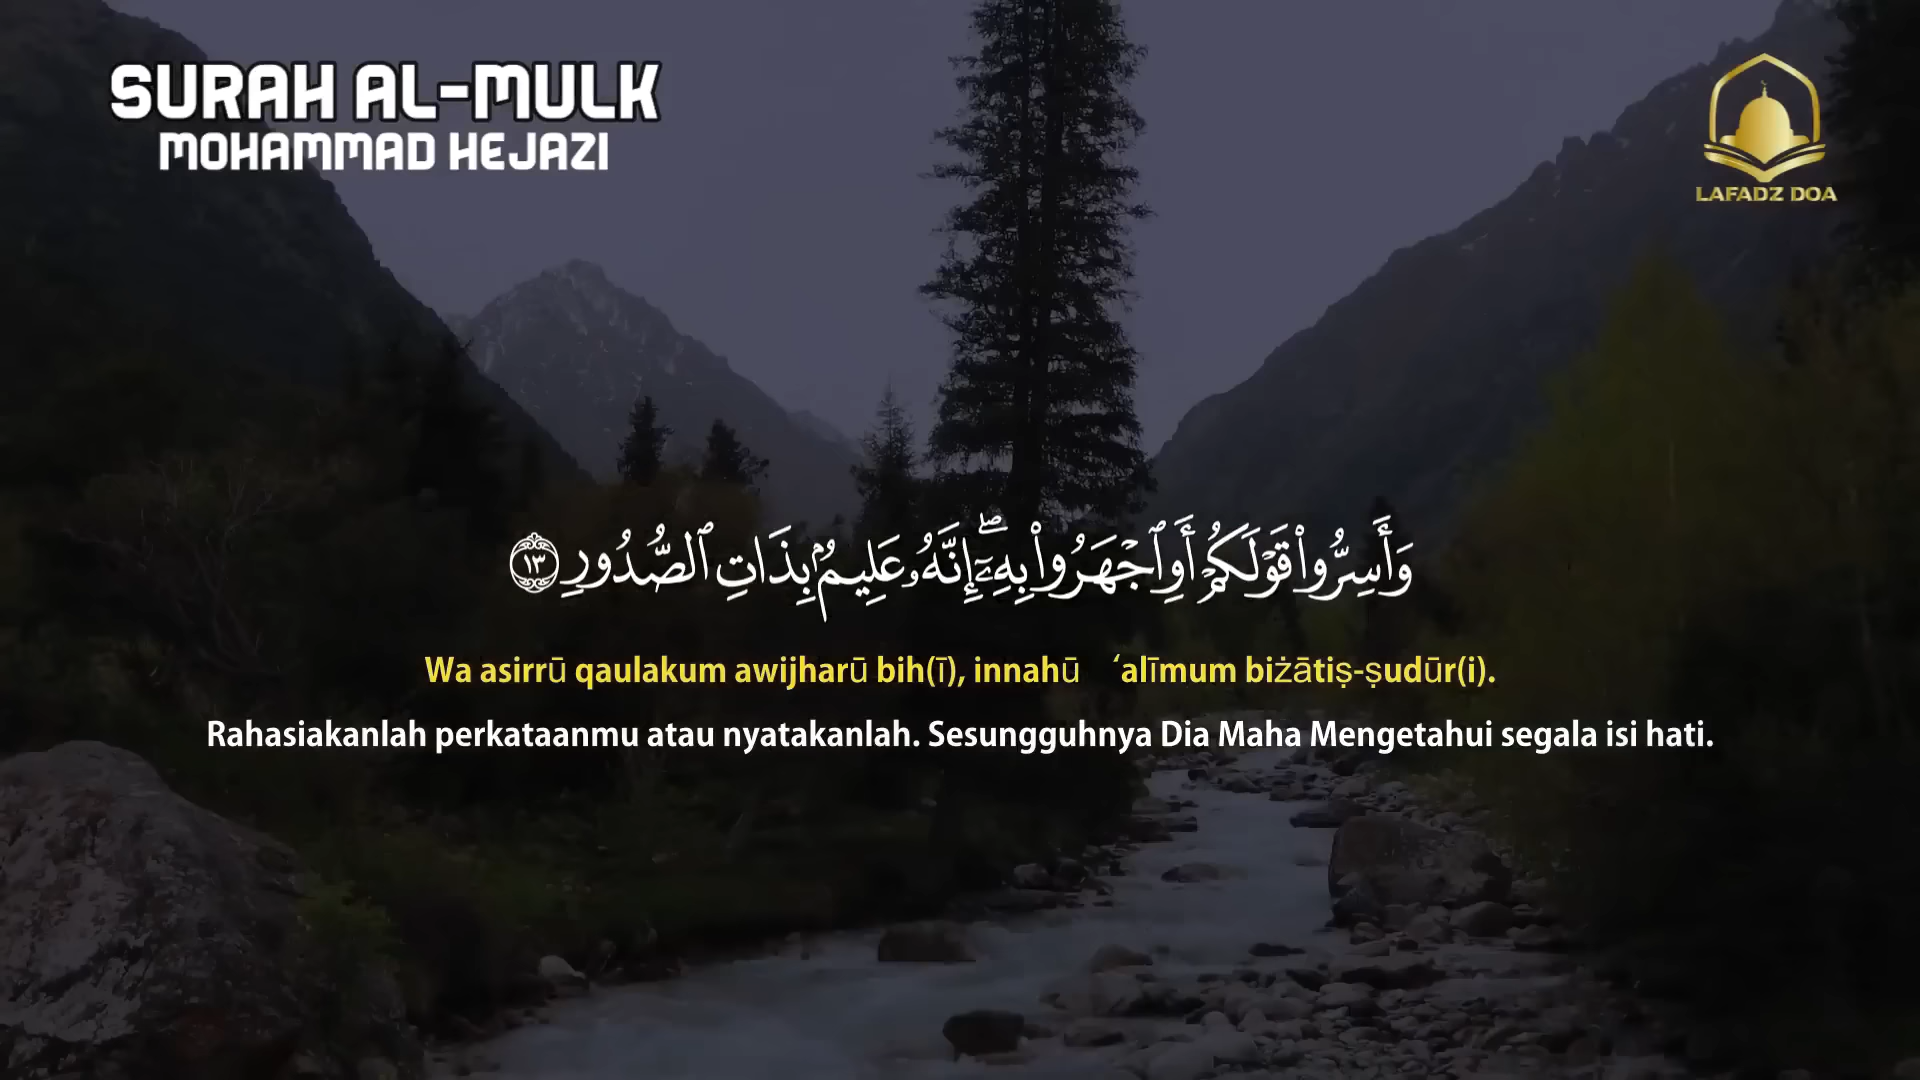 SURAH AL-MULK
MOHAMMAD HEJAZI
LAFADZ DOA
وَأَسِرُّوا۟ قَوْلَكُمْ أَوِ ٱجْهَرُوا۟ بِهِۦٓ ۖ إِنَّهُۥ عَلِيمٌۢ بِذَاتِ ٱلصُّدُورِ ١٣
Wa asirrū qaulakum awijharū bih(ī), innahū ‘alīmum biżātiṣ-ṣudūr(i).
Rahasiakanlah perkataanmu atau nyatakanlah. Sesungguhnya Dia Maha Mengetahui segala isi hati.